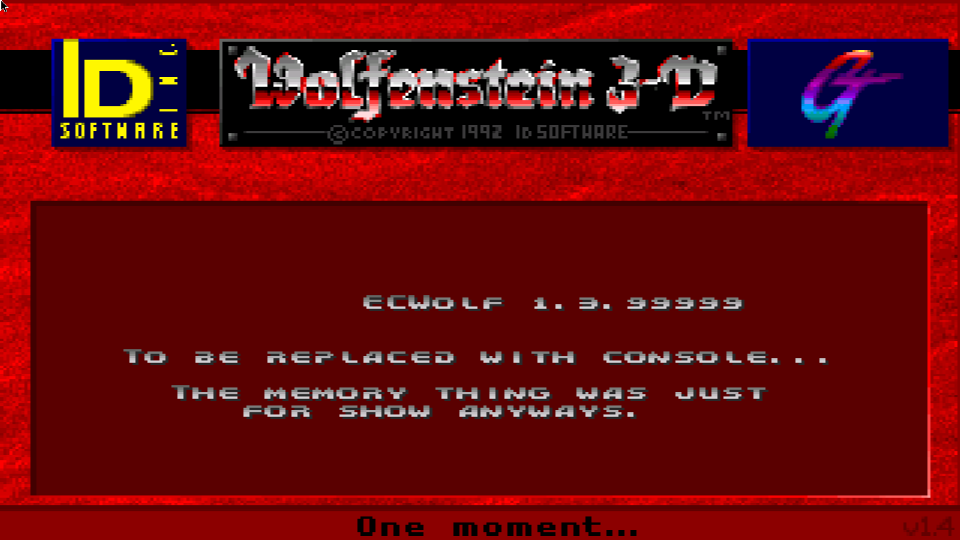 ID
INC
SOFTWARE
Wolfenstein 3-D
TM
©COPYRIGHT 1992 ID SOFTWARE
G
ECWOLF 1.3.99999
TO BE REPLACED WITH CONSOLE...
THE MEMORY THING WAS JUST
FOR SHOW ANYWAYS.
One moment...
v1.4